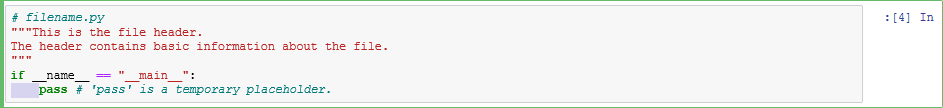 # filename.py
"""This is the file header.
The header contains basic information about the file.
"""
if __name__ == "__main__":
    pass # 'pass' is a temporary placeholder.
:[4] In